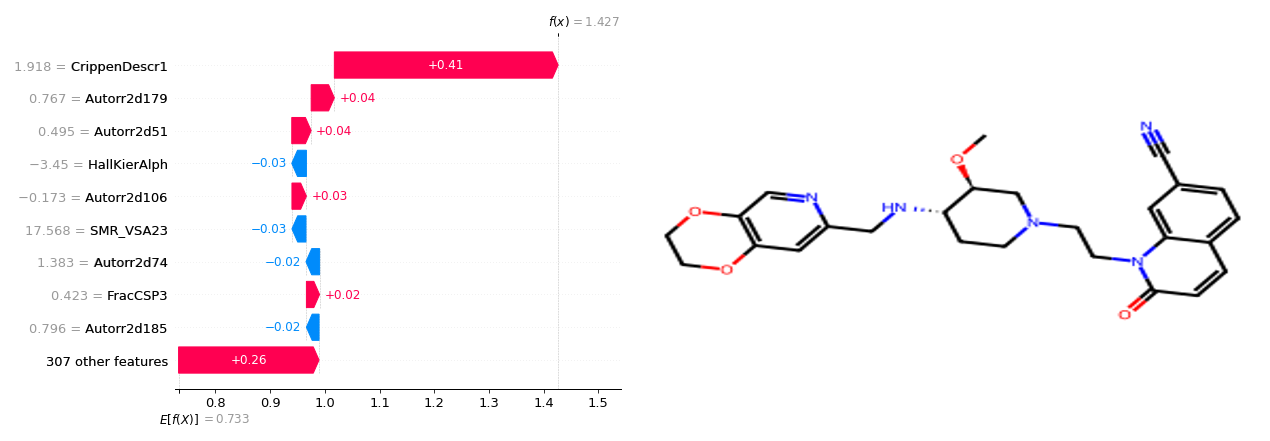 f(x) = 1.427
1.918 = CrippenDescr1
+0.41
0.767 = Autorr2d179
+0.04
0.495 = Autorr2d51
+0.04
−3.45 = HallKierAlph
−0.03
−0.173 = Autorr2d106
+0.03
17.568 = SMR_VSA23
−0.03
1.383 = Autorr2d74
−0.02
0.423 = FracCSP3
+0.02
0.796 = Autorr2d185
−0.02
307 other features
+0.26
0.8 0.9 1.0 1.1 1.2 1.3 1.4 1.5
E[f(X)] = 0.733
N
O
N
HN
O
N
O
N
O